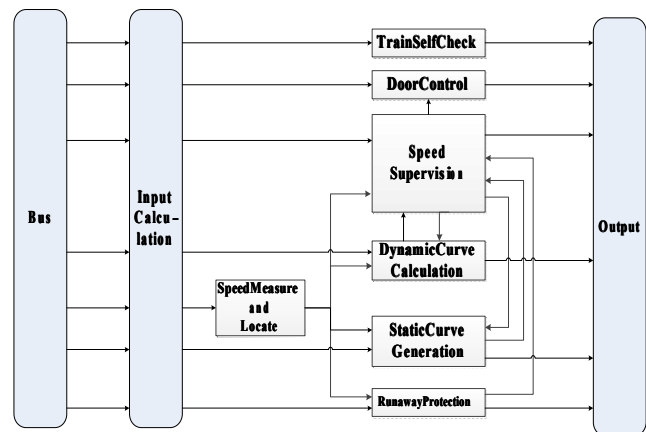 Bus
Input
Calcu-
lation
TrainSelfCheck
DoorControl
Speed
Supervision
DynamicCurve
Calculation
SpeedMeasure
and
Locate
StaticCurve
Generation
RunawayProtection
Output